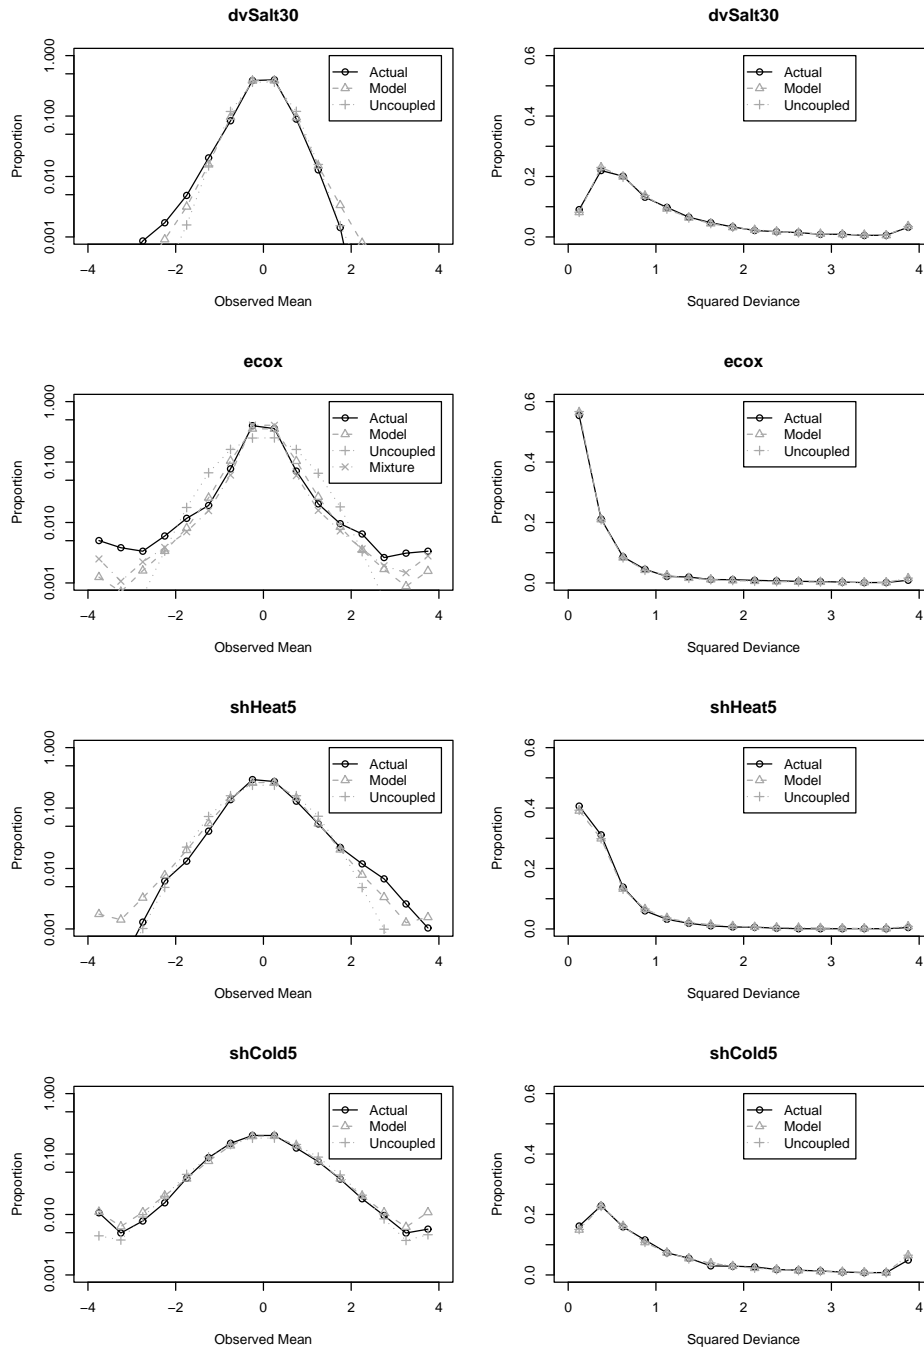 dvSalt30
dvSalt30
Actual
Model
Uncoupled
Proportion
1.000
0.100
0.010
0.001
−4 −2 0 2 4
Observed Mean
Actual
Model
Uncoupled
Proportion
0.6
0.4
0.2
0.0
0 1 2 3 4
Squared Deviance
ecox
ecox
Actual
Model
Uncoupled
Mixture
Proportion
1.000
0.100
0.010
0.001
−4 −2 0 2 4
Observed Mean
Actual
Model
Uncoupled
Proportion
0.6
0.4
0.2
0.0
0 1 2 3 4
Squared Deviance
shHeat5
shHeat5
Actual
Model
Uncoupled
Proportion
1.000
0.100
0.010
0.001
−4 −2 0 2 4
Observed Mean
Actual
Model
Uncoupled
Proportion
0.6
0.4
0.2
0.0
0 1 2 3 4
Squared Deviance
shCold5
shCold5
Actual
Model
Uncoupled
Proportion
1.000
0.100
0.010
0.001
−4 −2 0 2 4
Observed Mean
Actual
Model
Uncoupled
Proportion
0.6
0.4
0.2
0.0
0 1 2 3 4
Squared Deviance